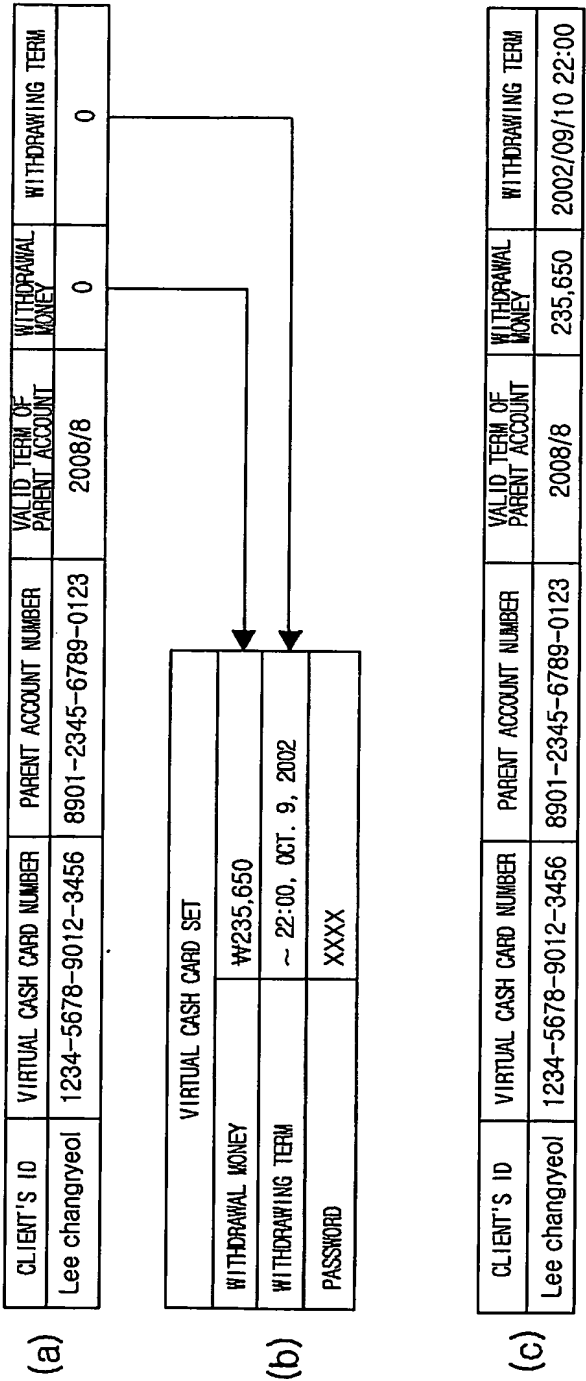 (a)
CLIENT'S ID VIRTUAL CASH CARD NUMBER PARENT ACCOUNT NUMBER VALID TERM OF PARENT ACCOUNT WITHDRAWAL MONEY WITHDRAWING TERM
Lee changryeol 1234-5678-9012-3456 8901-2345-6789-0123 2008/8 0 0
(b)
VIRTUAL CASH CARD SET
WITHDRAWAL MONEY ₩235,650
WITHDRAWING TERM ~ 22:00, OCT. 9, 2002
PASSWORD XXXX
(c)
CLIENT'S ID VIRTUAL CASH CARD NUMBER PARENT ACCOUNT NUMBER VALID TERM OF PARENT ACCOUNT WITHDRAWAL MONEY WITHDRAWING TERM
Lee changryeol 1234-5678-9012-3456 8901-2345-6789-0123 2008/8 235,650 2002/09/10 22:00